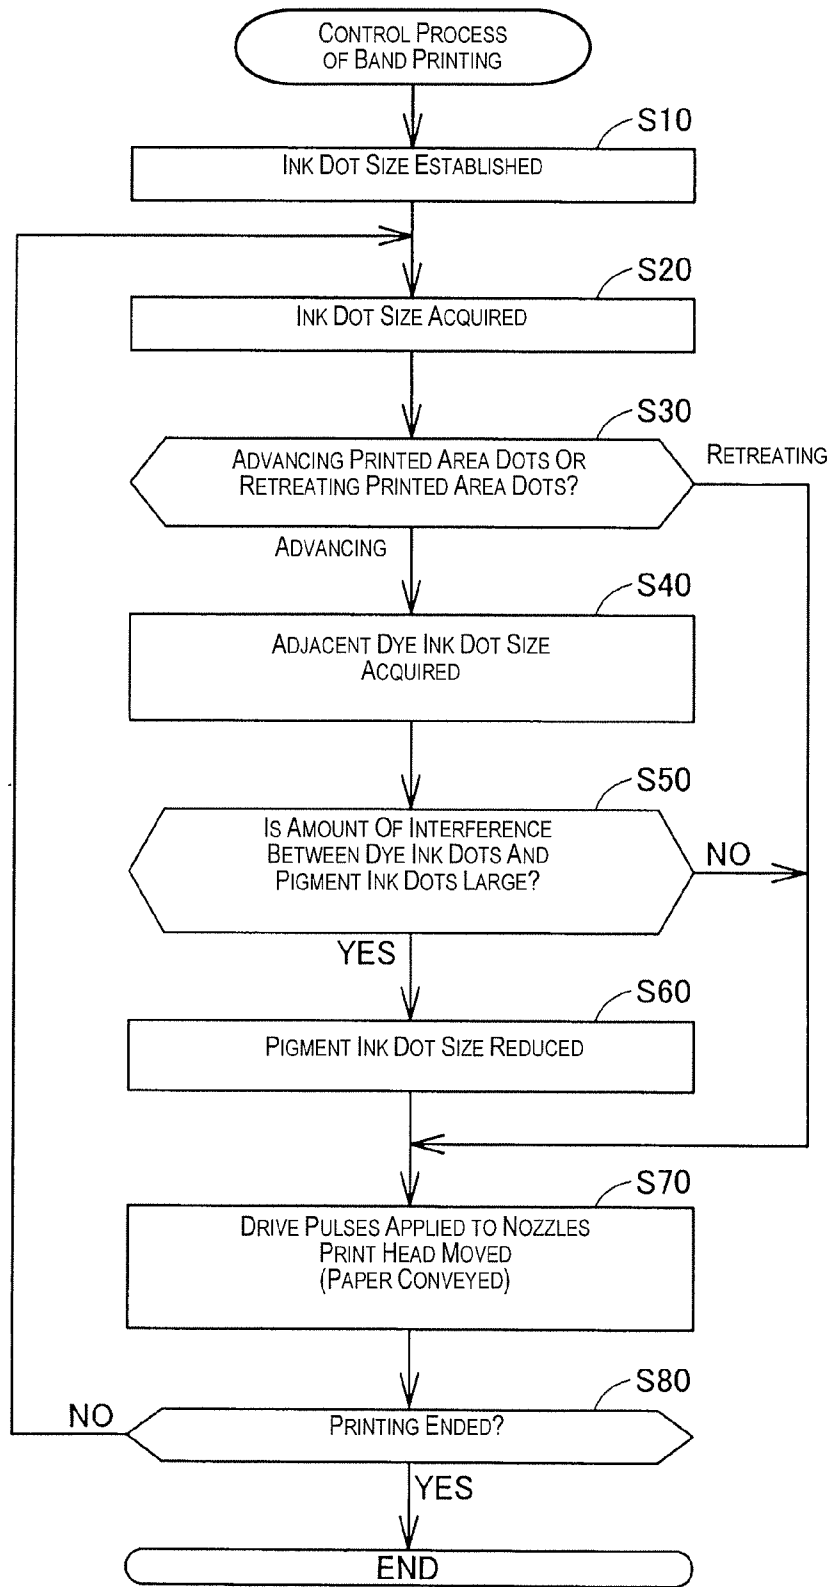 CONTROL PROCESS
OF BAND PRINTING
S10
INK DOT SIZE ESTABLISHED
S20
INK DOT SIZE ACQUIRED
S30
ADVANCING PRINTED AREA DOTS OR
RETREATING PRINTED AREA DOTS?
RETREATING
ADVANCING
S40
ADJACENT DYE INK DOT SIZE
ACQUIRED
S50
IS AMOUNT OF INTERFERENCE
BETWEEN DYE INK DOTS AND
PIGMENT INK DOTS LARGE?
NO
YES
S60
PIGMENT INK DOT SIZE REDUCED
S70
DRIVE PULSES APPLIED TO NOZZLES
PRINT HEAD MOVED
(PAPER CONVEYED)
S80
NO
PRINTING ENDED?
YES
END